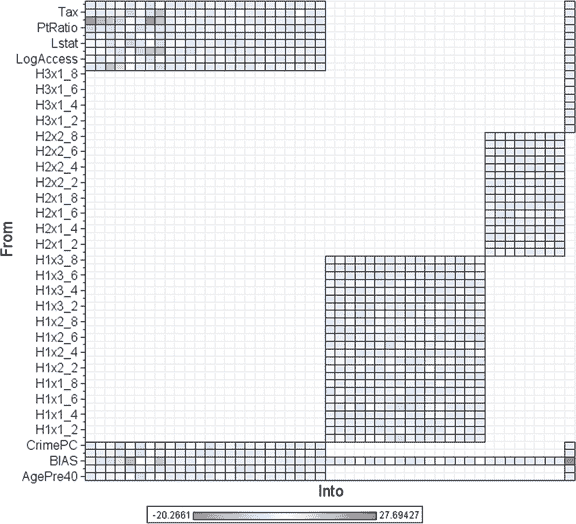 Tax
PtRatio
Lstat
LogAccess
H3x1_8
H3x1_6
H3x1_4
H3x1_2
H2x2_8
H2x2_6
H2x2_4
H2x2_2
H2x1_8
H2x1_6
H2x1_4
H2x1_2
H1x3_8
H1x3_6
H1x3_4
H1x3_2
H1x2_8
H1x2_6
H1x2_4
H1x2_2
H1x1_8
H1x1_6
H1x1_4
H1x1_2
CrimePC
BIAS
AgePre40
From
Into
-20.2661 27.69427